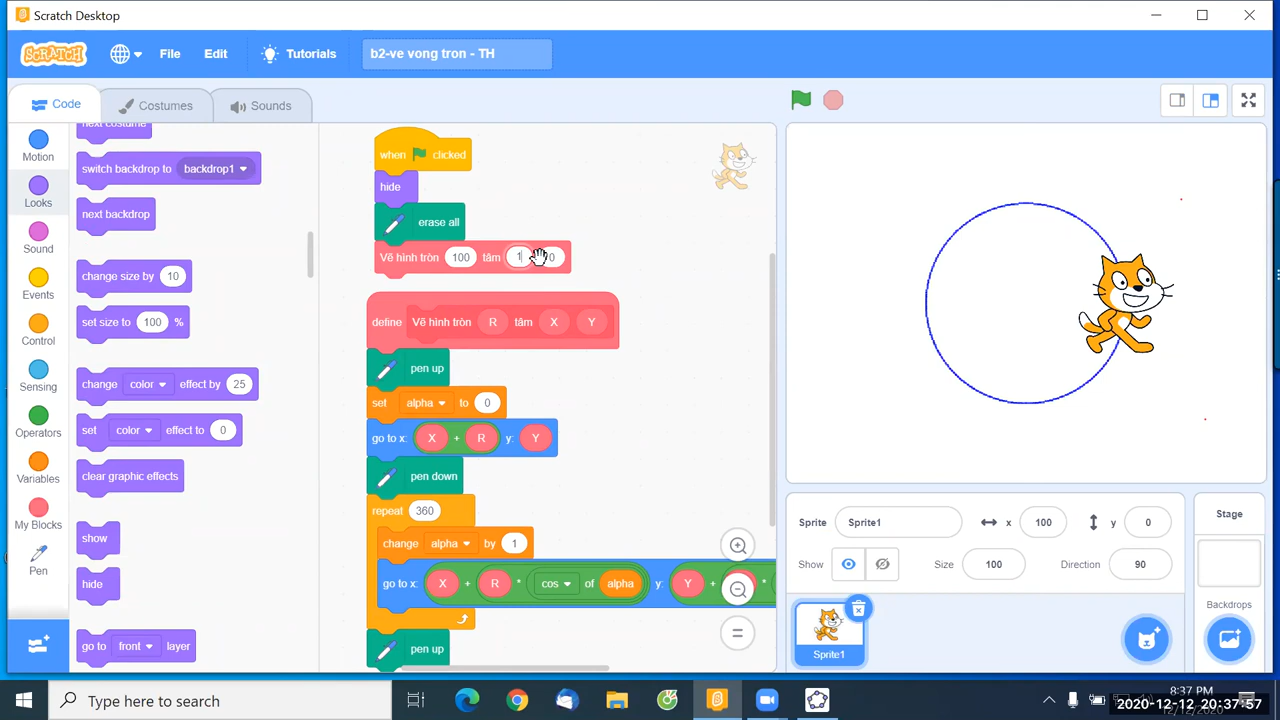 Scratch Desktop
SCRATCH
File
Edit
Tutorials
b2-ve vong tron - TH
Code
Costumes
Sounds
Motion
Looks
Sound
Events
Control
Sensing
Operators
Variables
My Blocks
Pen
next costume
switch backdrop to backdrop1
next backdrop
change size by 10
set size to 100 %
change color effect by 25
set color effect to 0
clear graphic effects
show
hide
go to front layer
when clicked
hide
erase all
Vẽ hình tròn 100 tâm 1 0
define Vẽ hình tròn R tâm X Y
pen up
set alpha to 0
go to x: X + R y: Y
pen down
repeat 360
change alpha by 1
go to x: X + R * cos of alpha y: Y + *
pen up
Sprite Sprite1 x 100 y 0
Show Size 100 Direction 90
Sprite1
Stage
Backdrops
Type here to search
8:37 PM
2020-12-12 20:37:57